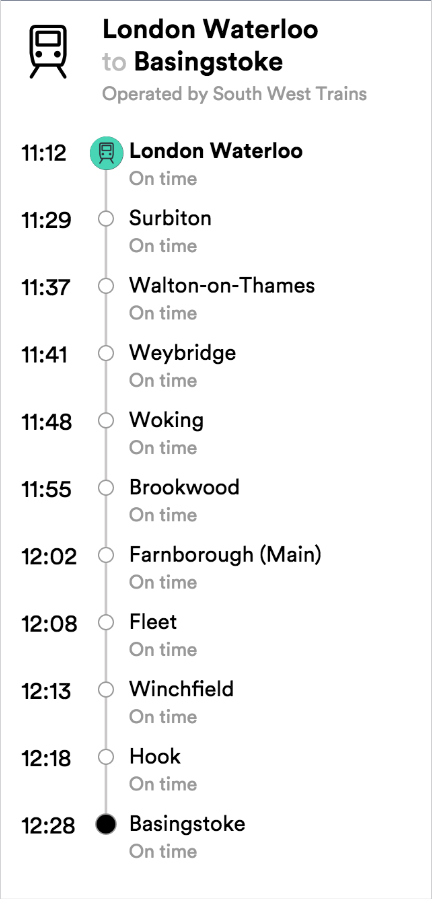 London Waterloo
to Basingstoke
Operated by South West Trains
11:12 London Waterloo
On time
11:29 Surbiton
On time
11:37 Walton-on-Thames
On time
11:41 Weybridge
On time
11:48 Woking
On time
11:55 Brookwood
On time
12:02 Farnborough (Main)
On time
12:08 Fleet
On time
12:13 Winchfield
On time
12:18 Hook
On time
12:28 Basingstoke
On time